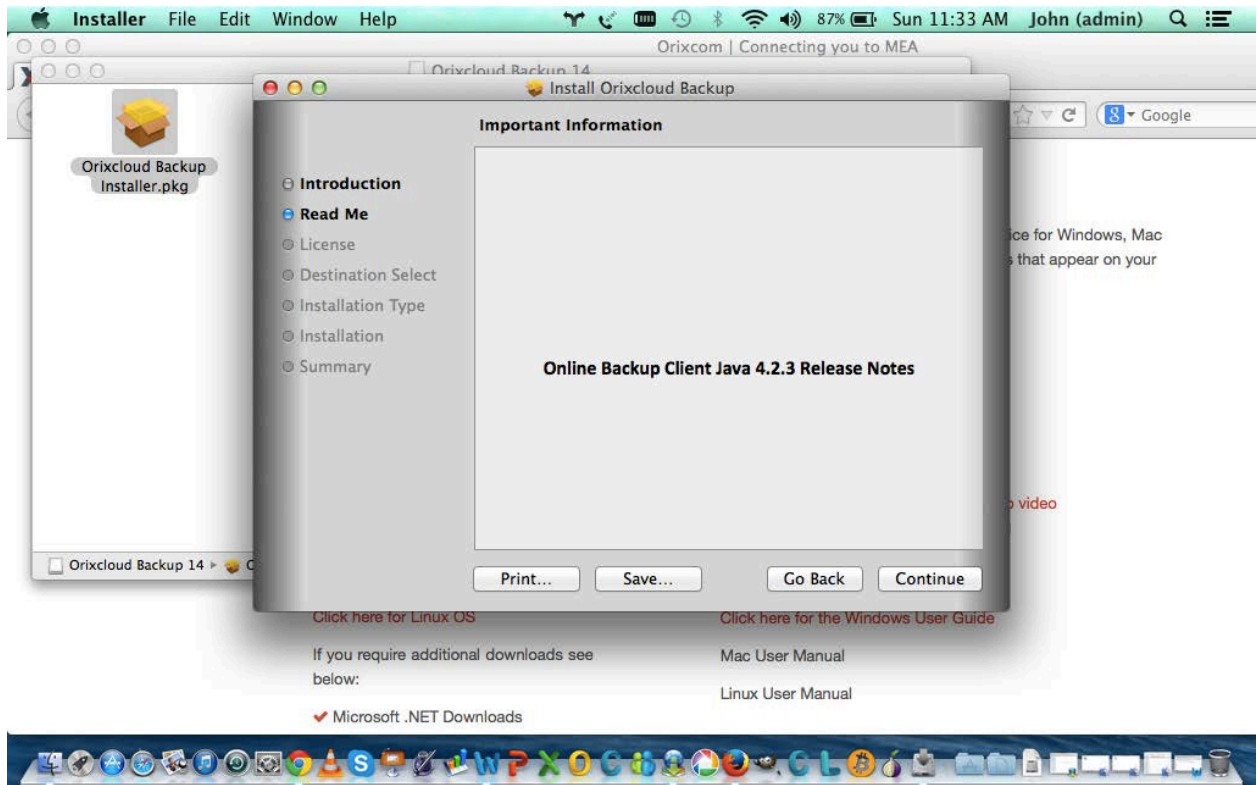 Installer File Edit Window Help 87% Sun 11:33 AM John (admin)
Orixcom | Connecting you to MEA
Orixcloud Backup 14
Install Orixcloud Backup
Google
Orixcloud Backup
Installer.pkg
Important Information
Introduction
Read Me
License
Destination Select
Installation Type
Installation
Summary
Online Backup Client Java 4.2.3 Release Notes
ice for Windows, Mac
that appear on your
video
Orixcloud Backup 14
Print... Save... Go Back Continue
Click here for Linux OS
Click here for the Windows User Guide
If you require additional downloads see
below:
Mac User Manual
Linux User Manual
Microsoft .NET Downloads